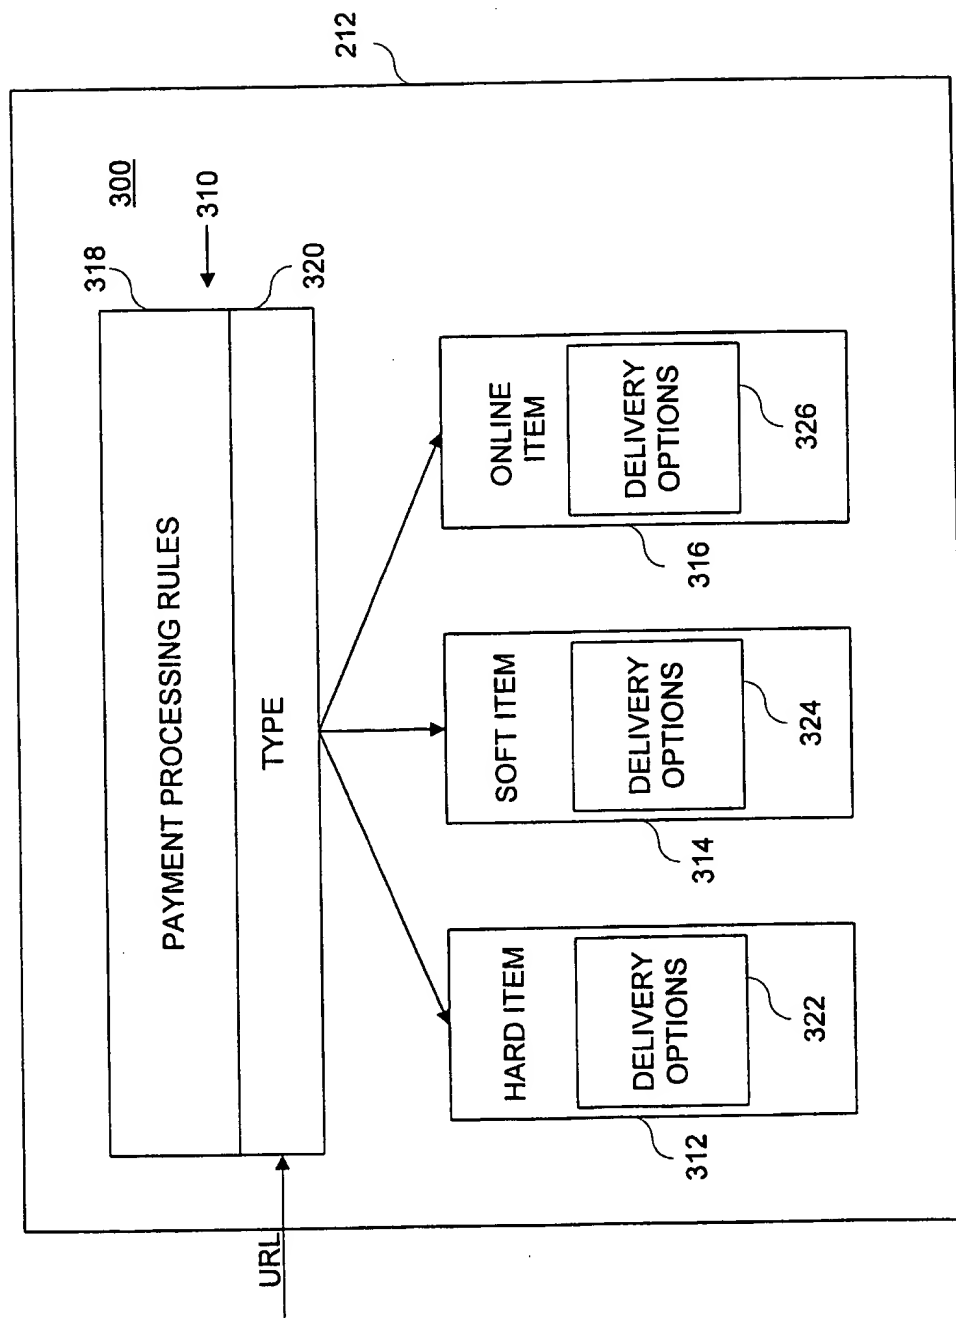 212
300
318
310
320
PAYMENT PROCESSING RULES
TYPE
URL
HARD ITEM
DELIVERY
OPTIONS
322
312
SOFT ITEM
DELIVERY
OPTIONS
324
314
ONLINE
ITEM
DELIVERY
OPTIONS
326
316